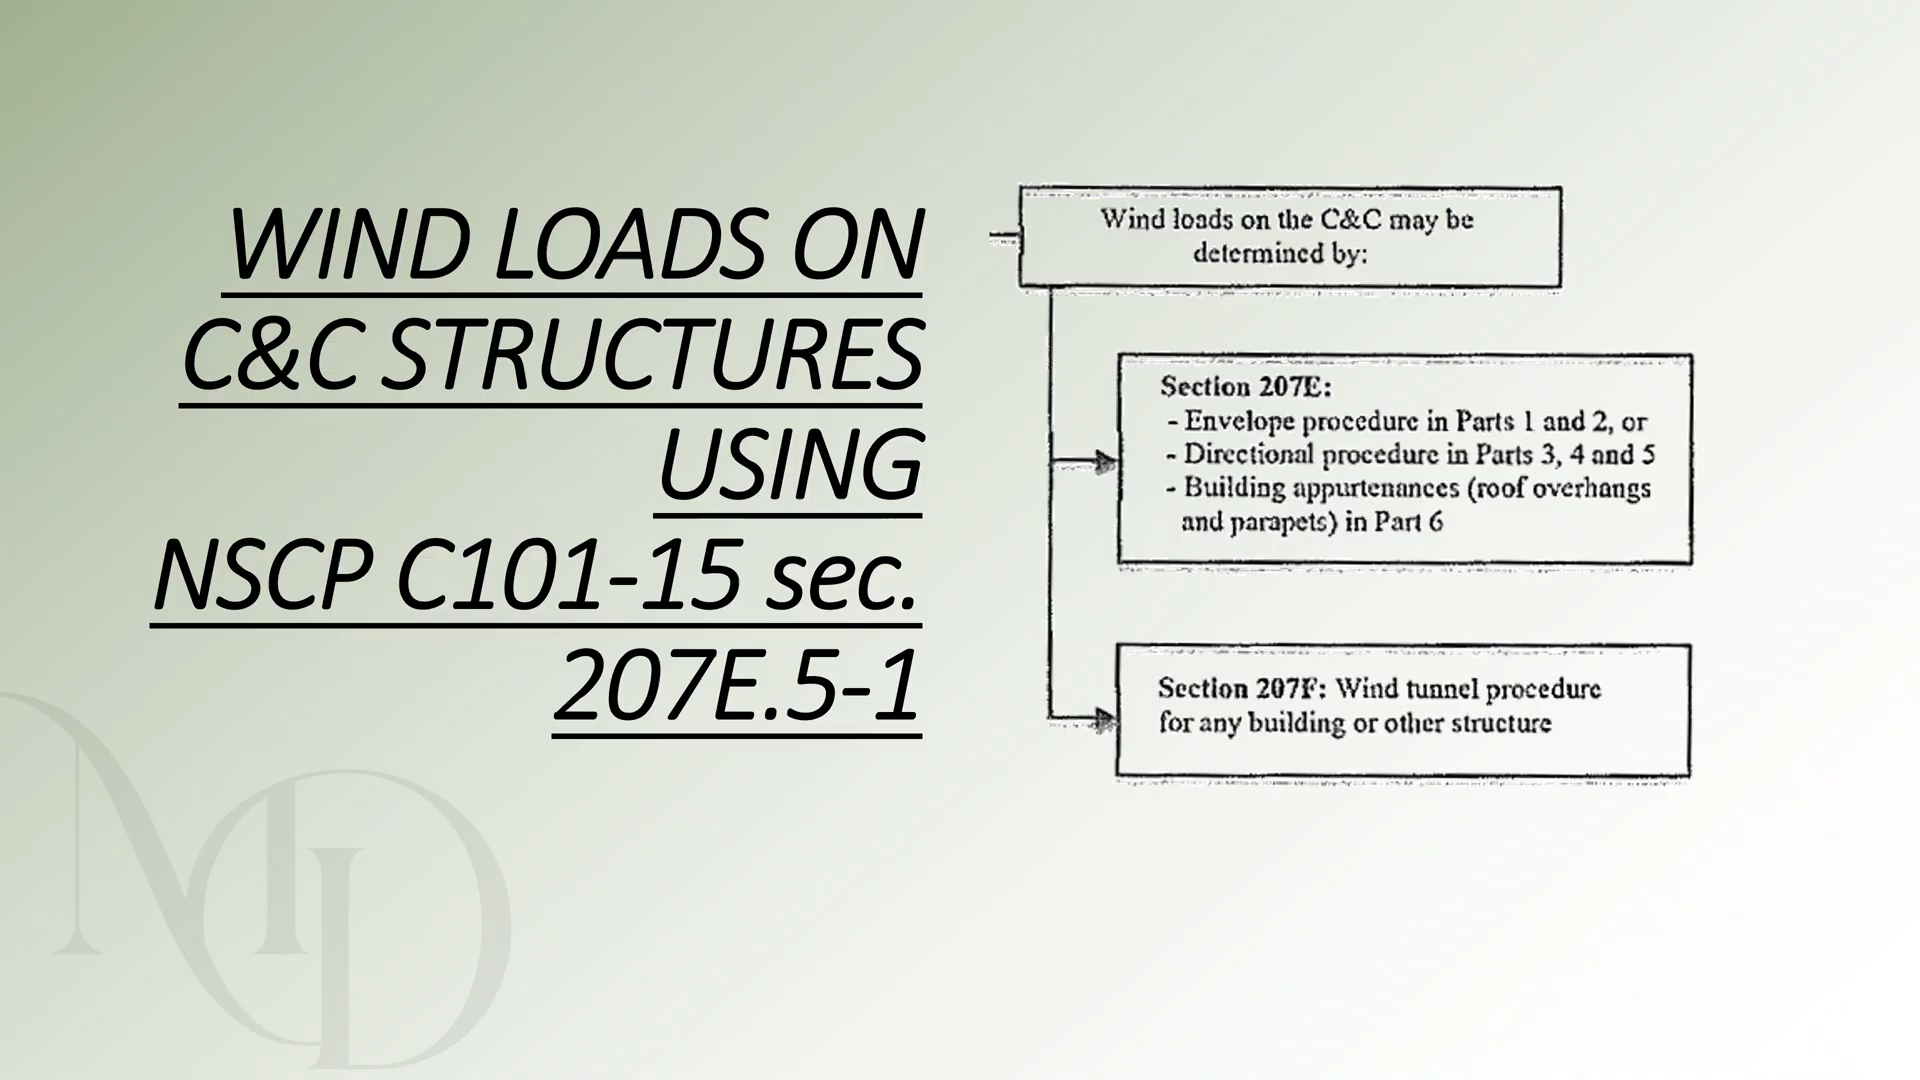 WIND LOADS ON
C&C STRUCTURES
USING
NSCP C101-15 sec.
207E.5-1
Wind loads on the C&C may be
determined by:
Section 207E:
- Envelope procedure in Parts 1 and 2, or
- Directional procedure in Parts 3, 4 and 5
- Building appurtenances (roof overhangs
and parapets) in Part 6
Section 207F: Wind tunnel procedure
for any building or other structure